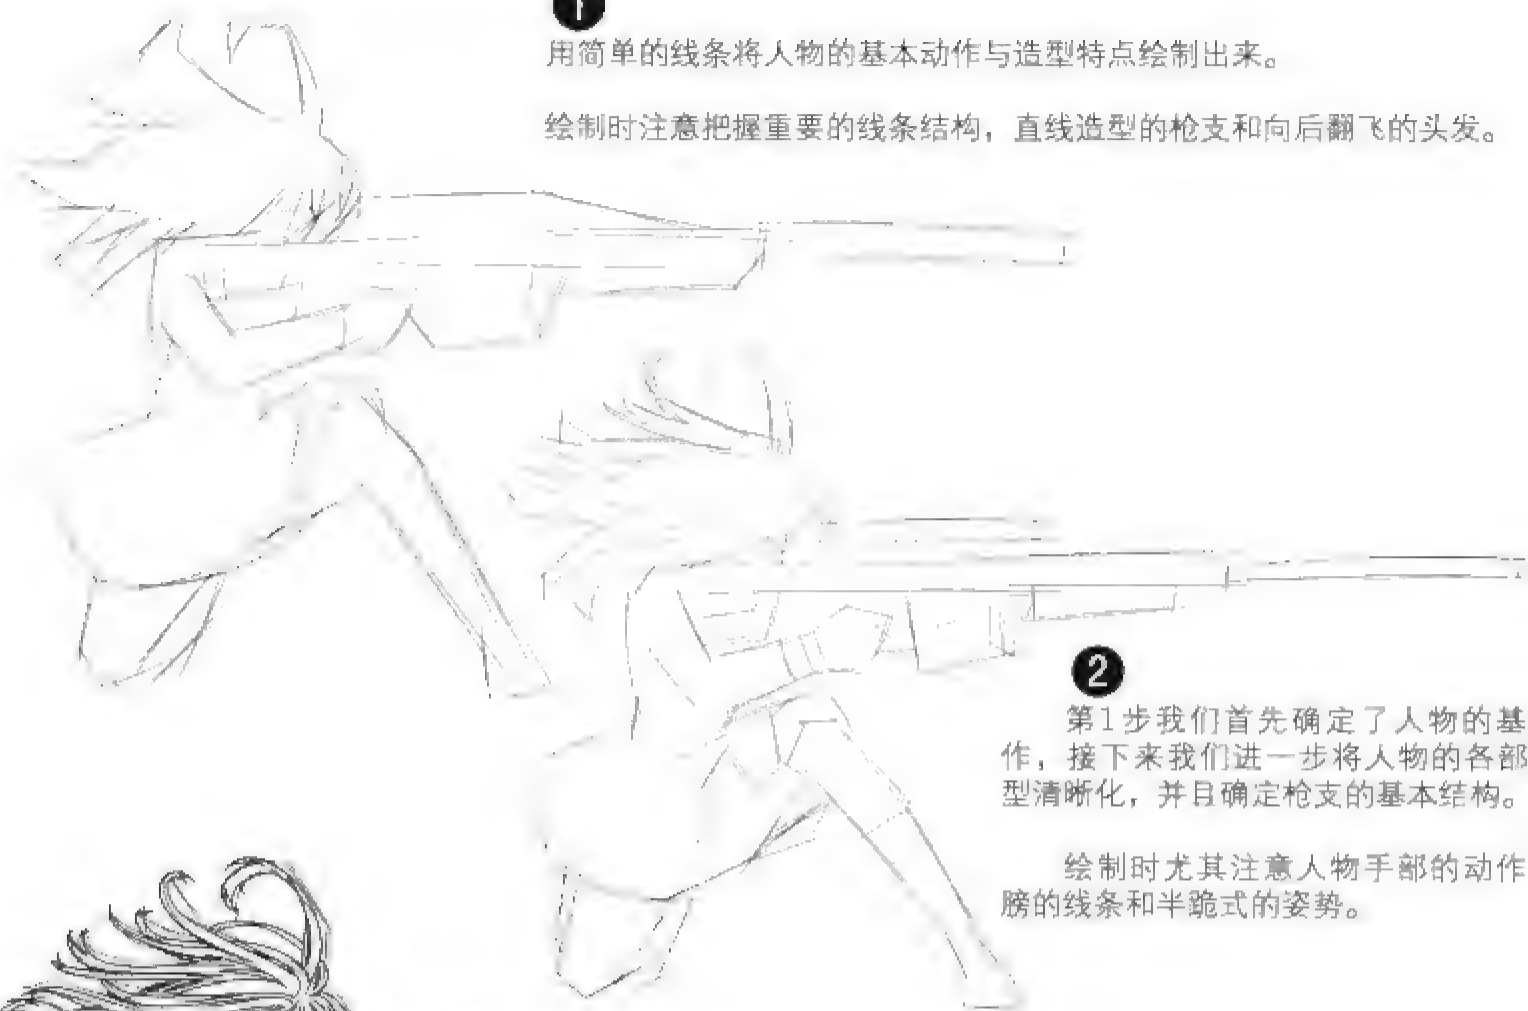 1
用简单的线条将人物的基本动作与造型特点绘制出来。
绘制时注意把握重要的线条结构，直线造型的枪支和向后翻飞的头发。
2
第1步我们首先确定了人物的基
作，接下来我们进一步将人物的各部
型清晰化，并且确定枪支的基本结构。
绘制时尤其注意人物手部的动作
膀的线条和半跪式的姿势。